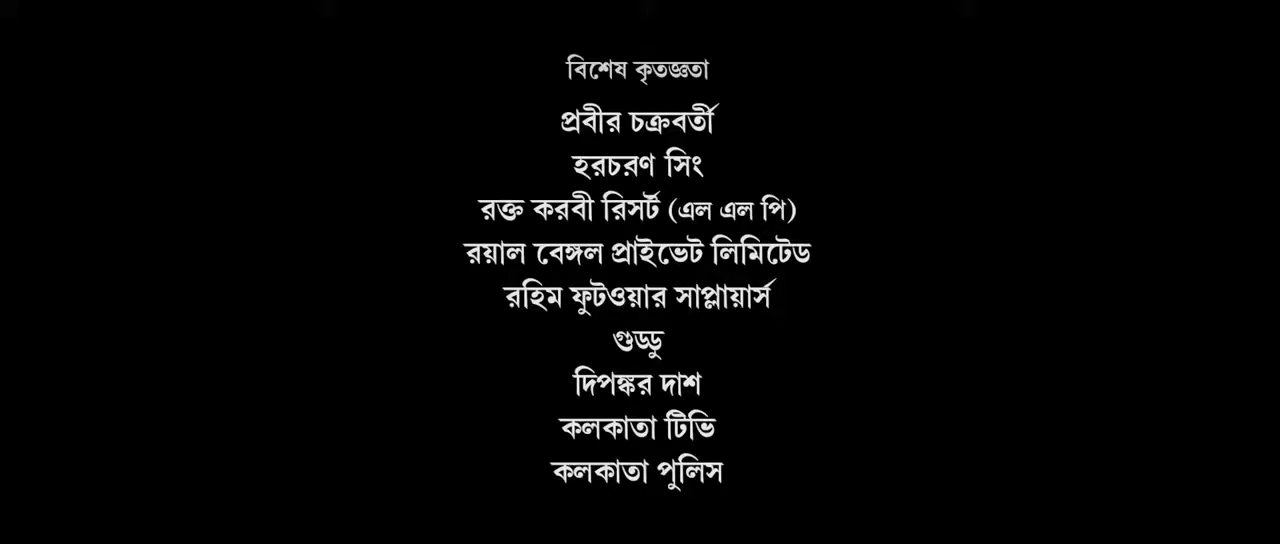 বিশেষ কৃতজ্ঞতা
প্রবীর চক্রবর্তী
হরচরণ সিং
রক্ত করবী রিসর্ট (এল এল পি)
রয়াল বেঙ্গল প্রাইভেট লিমিটেড
রহিম ফুটওয়ার সাপ্লায়ার্স
গুড্ডু
দিপঙ্কর দাশ
কলকাতা টিভি
কলকাতা পুলিস